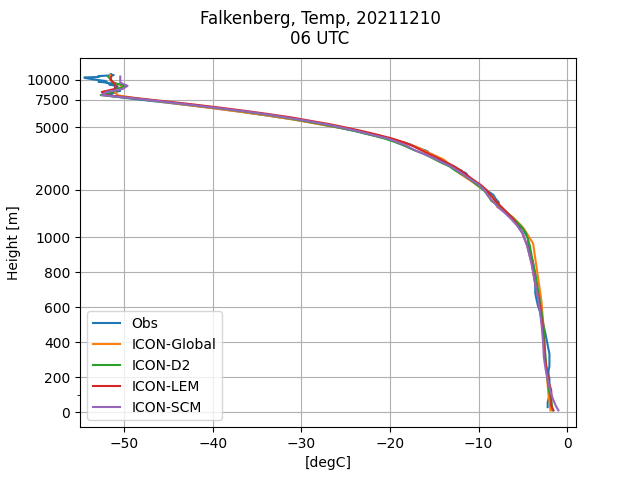 Falkenberg, Temp, 20211210
06 UTC
10000
7500
5000
2000
1000
800
600
400
200
0
Height [m]
Obs
ICON-Global
ICON-D2
ICON-LEM
ICON-SCM
−50
−40
−30
−20
−10
0
[degC]